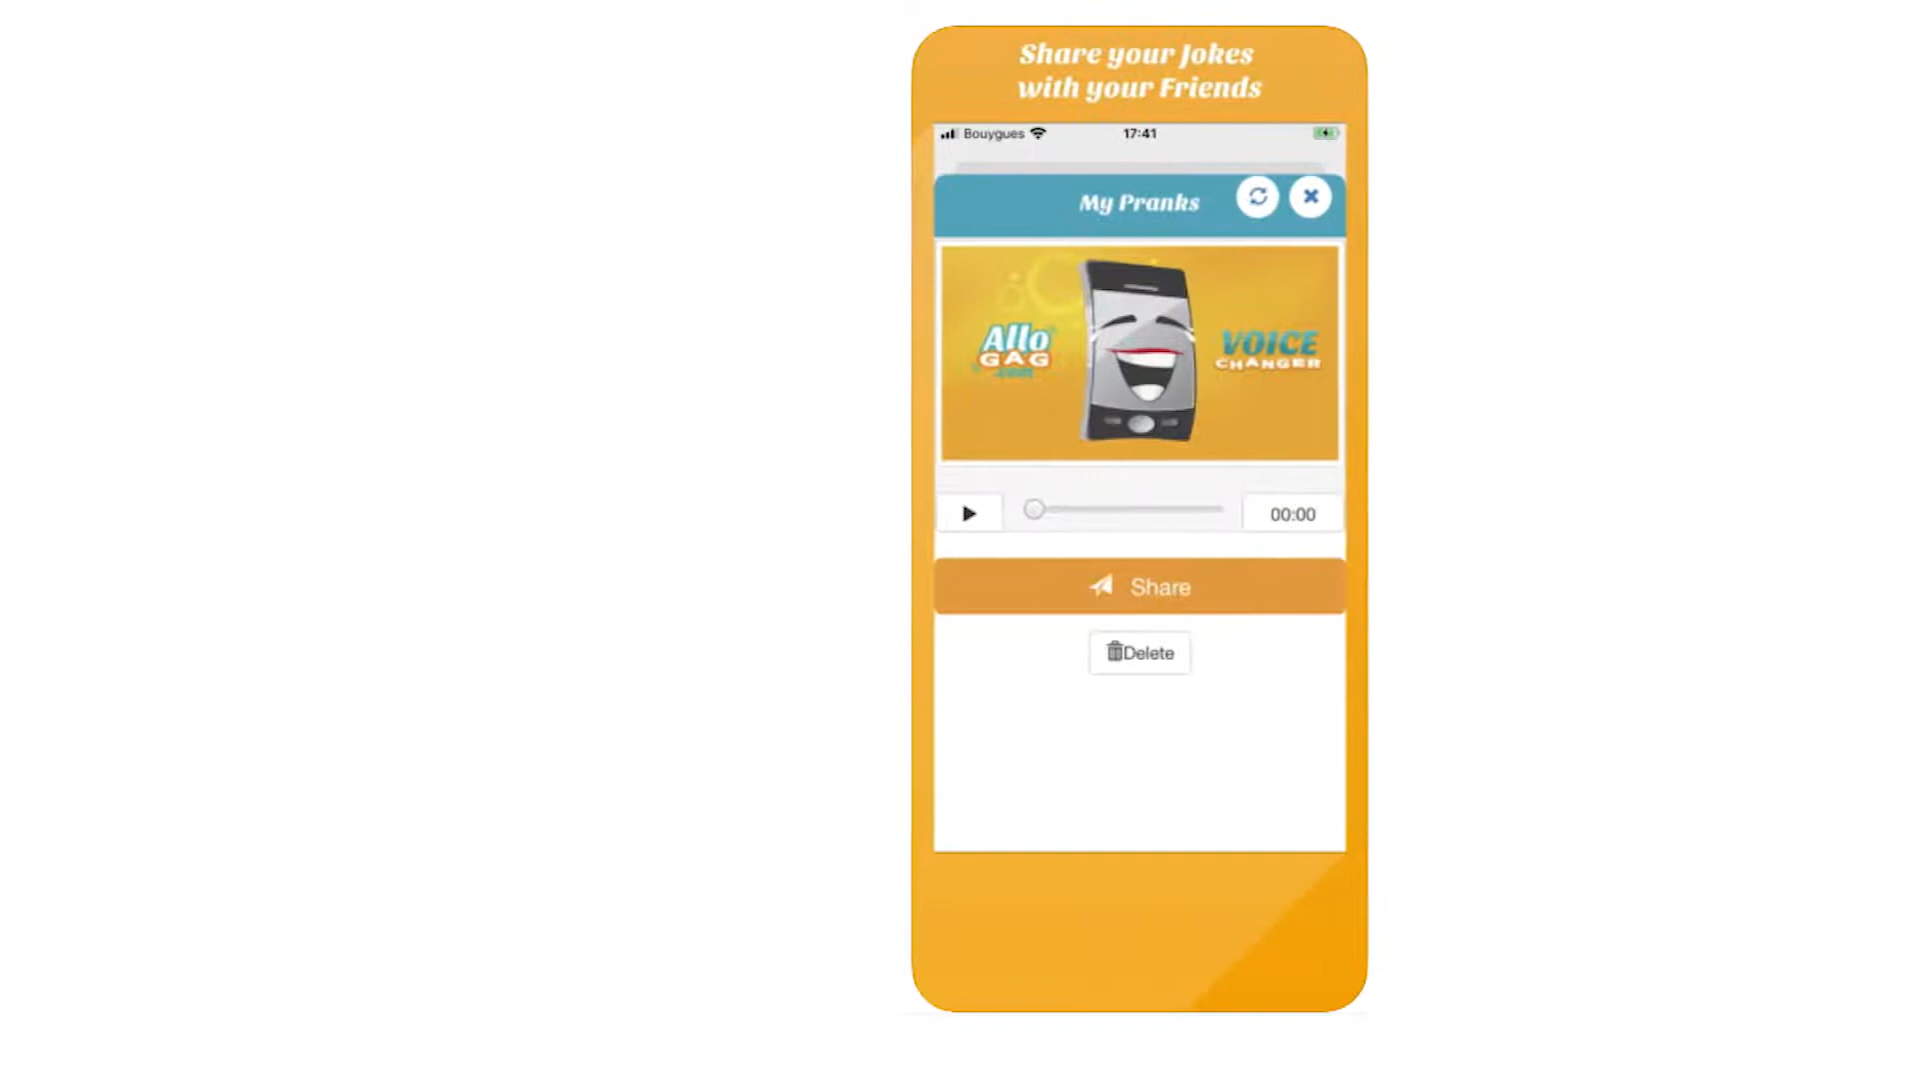 Share your Jokes
with your Friends
Bouygues 17:41
My Pranks
Allo
GAG
.com
VOICE
CHANGER
00:00
Share
Delete